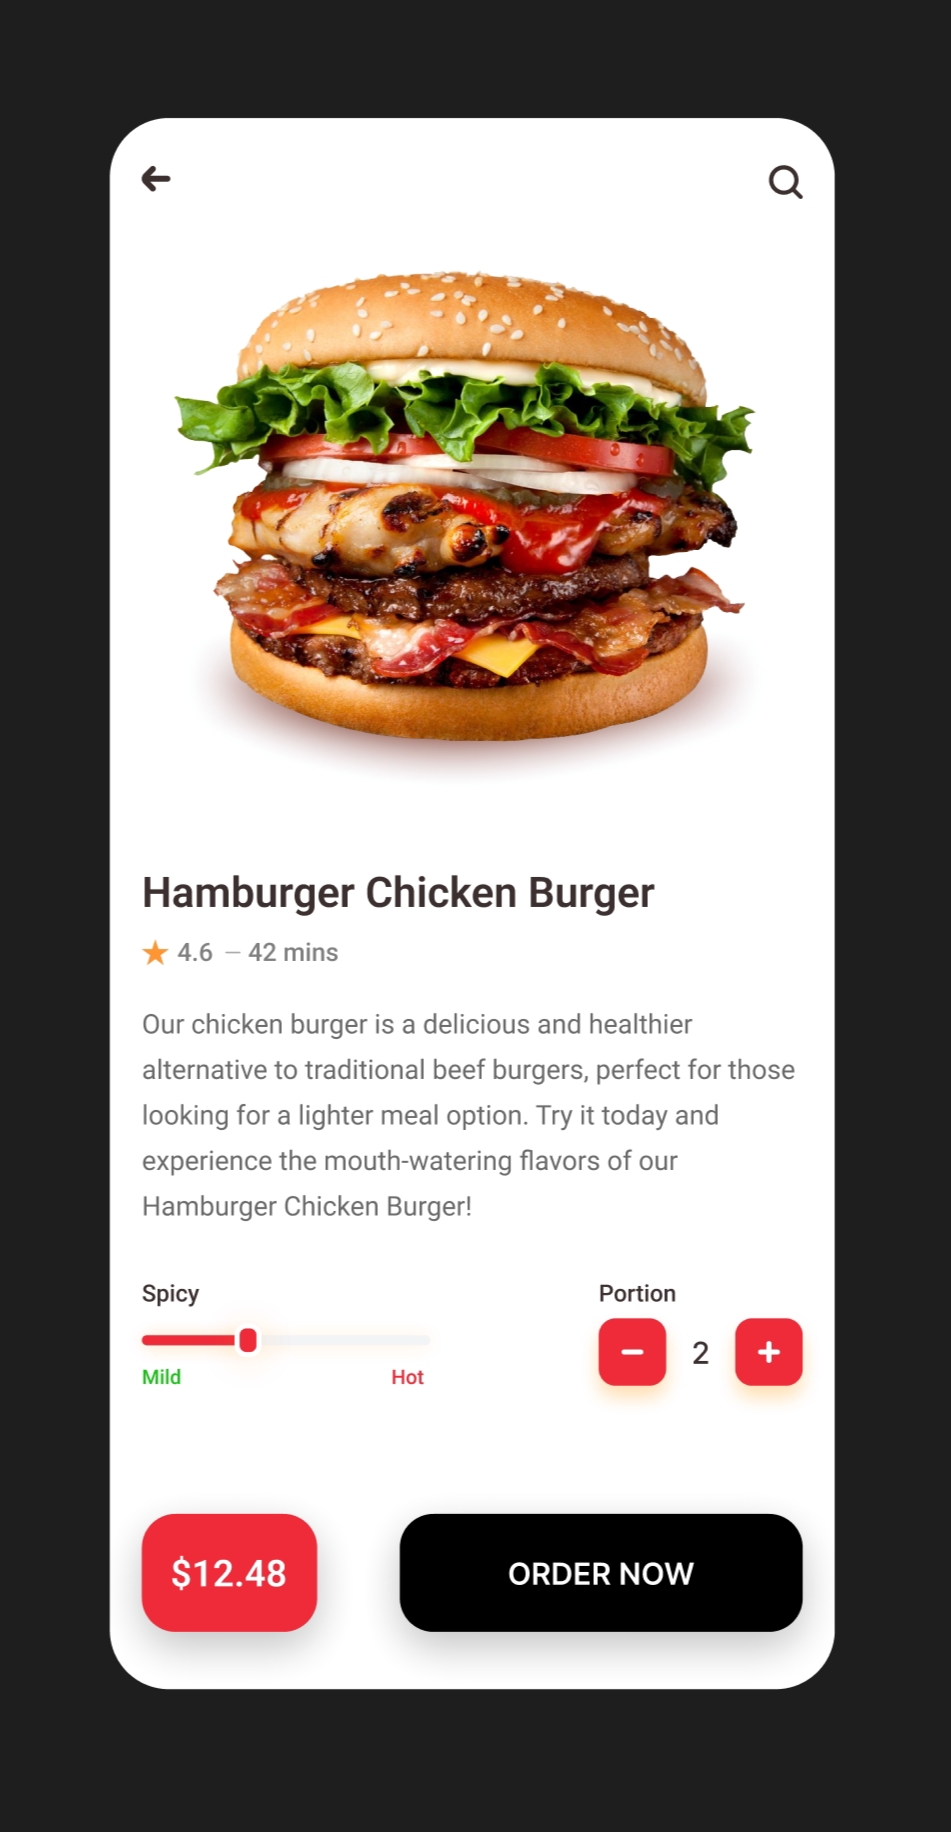 Hamburger Chicken Burger
4.6 – 42 mins
Our chicken burger is a delicious and healthier
alternative to traditional beef burgers, perfect for those
looking for a lighter meal option. Try it today and
experience the mouth-watering flavors of our
Hamburger Chicken Burger!
Spicy
Mild Hot
Portion
2
$12.48
ORDER NOW